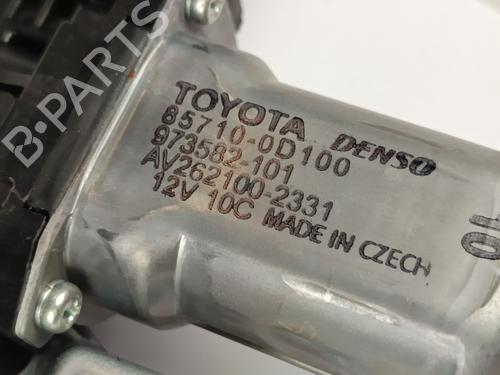 B-PARTS
TOYOTA DENSO
85710-0D100
973582-101
AV262100-2331
12V 10C MADE IN CZECH